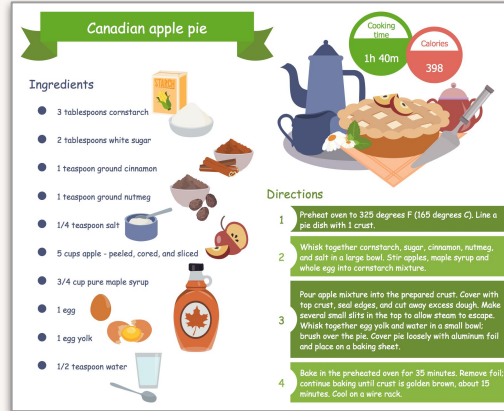 Canadian apple pie
Cooking
time
1h 40m
Calories
398
Ingredients
STARCH
3 tablespoons cornstarch
2 tablespoons white sugar
1 teaspoon ground cinnamon
1 teaspoon ground nutmeg
1/4 teaspoon salt
5 cups apple - peeled, cored, and sliced
3/4 cup pure maple syrup
1 egg
1 egg yolk
1/2 teaspoon water
Directions
1
Preheat oven to 325 degrees F (165 degrees C). Line a
pie dish with 1 crust.
2
Whisk together cornstarch, sugar, cinnamon, nutmeg,
and salt in a large bowl. Stir apples, maple syrup and
whole egg into cornstarch mixture.
3
Pour apple mixture into the prepared crust. Cover with
top crust, seal edges, and cut away excess dough. Make
several small slits in the top to allow steam to escape.
Whisk together egg yolk and water in a small bowl;
brush over the pie. Cover pie loosely with aluminum foil
and place on a baking sheet.
4
Bake in the preheated oven for 35 minutes. Remove foil;
continue baking until crust is golden brown, about 15
minutes. Cool on a wire rack.